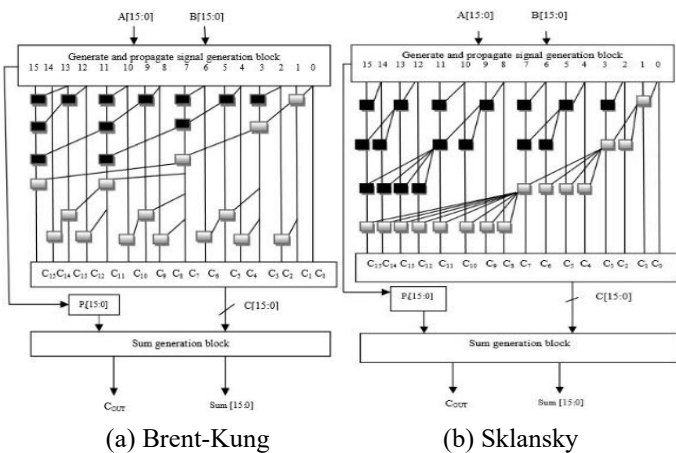 A[15:0] B[15:0]
Generate and propagate signal generation block
15 14 13 12 11 10 9 8 7 6 5 4 3 2 1 0
C15 C14 C13 C12 C11 C10 C9 C8 C7 C6 C5 C4 C3 C2 C1 C0
Pi[15:0]
C[15:0]
Sum generation block
COUT Sum [15:0]
(a) Brent-Kung
A[15:0] B[15:0]
Generate and propagate signal generation block
15 14 13 12 11 10 9 8 7 6 5 4 3 2 1 0
C15 C14 C13 C12 C11 C10 C9 C8 C7 C6 C5 C4 C3 C2 C1 C0
Pi[15:0]
C[15:0]
Sum generation block
COUT Sum [15:0]
(b) Sklansky